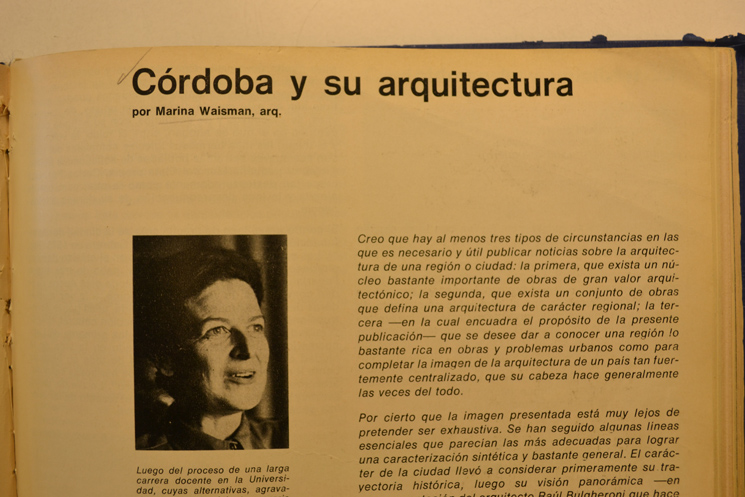 Córdoba y su arquitectura
por Marina Waisman, arq.
Creo que hay al menos tres tipos de circunstancias en las
que es necesario y útil publicar noticias sobre la arquitec-
tura de una región o ciudad: la primera, que exista un nú-
cleo bastante importante de obras de gran valor arqui-
tectónico; la segunda, que exista un conjunto de obras
que defina una arquitectura de carácter regional; la ter-
cera —en la cual encuadra el propósito de la presente
publicación— que se desee dar a conocer una región lo
bastante rica en obras y problemas urbanos como para
completar la imagen de la arquitectura de un país tan fuer-
temente centralizado, que su cabeza hace generalmente
las veces del todo.
Por cierto que la imagen presentada está muy lejos de
pretender ser exhaustiva. Se han seguido algunas líneas
esenciales que parecían las más adecuadas para lograr
una caracterización sintética y bastante general. El carác-
ter de la ciudad llevó a considerar primeramente su tra-
yectoria histórica, luego su visión panorámica —en
arquitecto Raúl Bulgheroni que hace
Luego del proceso de una larga
carrera docente en la Universi-
dad, cuyas alternativas, agrava-